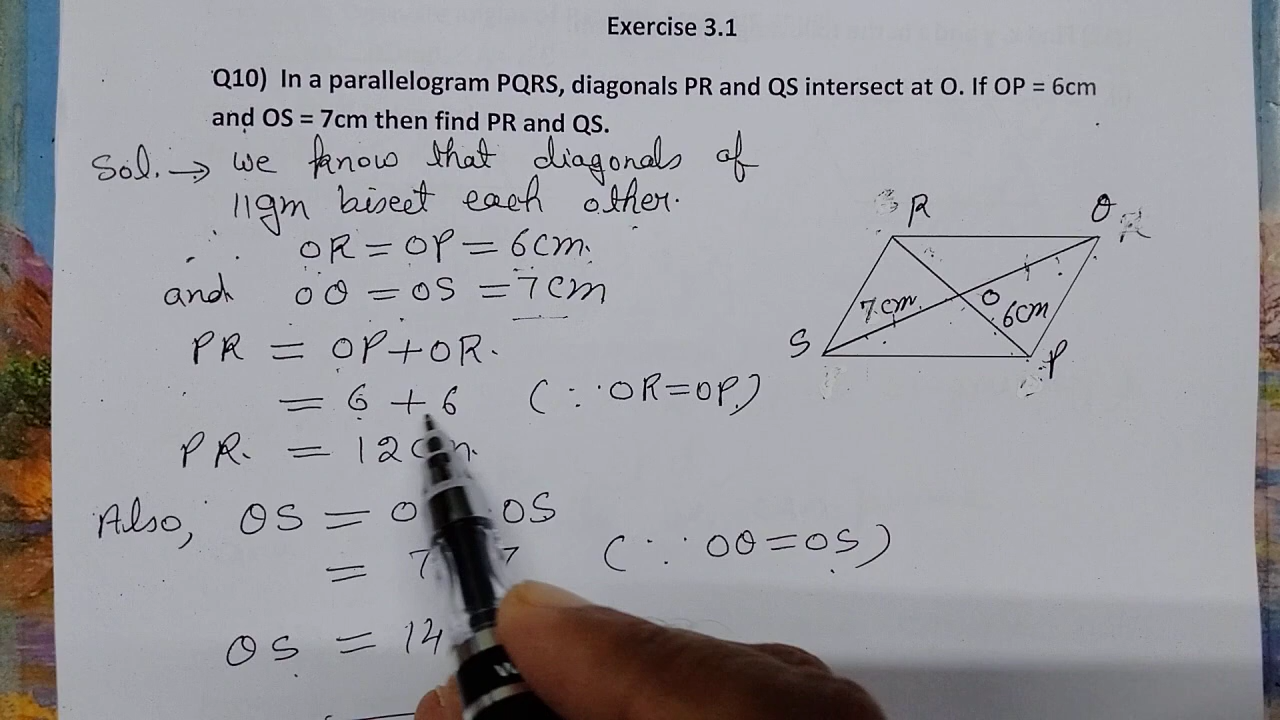 Exercise 3.1
Q10) In a parallelogram PQRS, diagonals PR and QS intersect at O. If OP = 6cm
and OS = 7cm then find PR and QS.
Sol. → we know that diagonals of
11gm bisect each other.
∴ OR = OP = 6cm.
and OQ = OS = 7cm
PR = OP + OR.
= 6 + 6 (∵ OR = OP)
PR. = 12cm.
Also, QS = O OS
= 7 7 (∵ OQ = OS)
QS = 14
R Q
R
7cm. O 6cm
S P